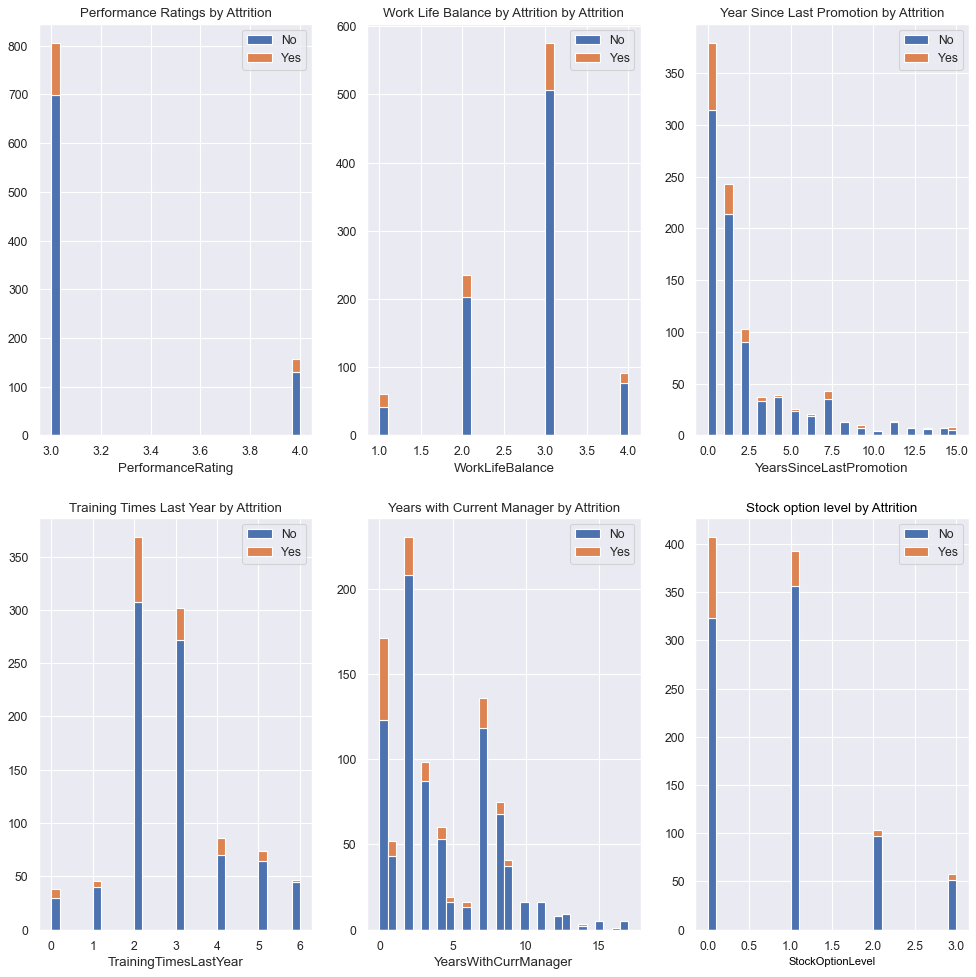 Performance Ratings by Attrition
No
Yes
800
700
600
500
400
300
200
100
0
3.0 3.2 3.4 3.6 3.8 4.0
PerformanceRating
Work Life Balance by Attrition by Attrition
No
Yes
600
500
400
300
200
100
0
1.0 1.5 2.0 2.5 3.0 3.5 4.0
WorkLifeBalance
Year Since Last Promotion by Attrition
No
Yes
350
300
250
200
150
100
50
0
0.0 2.5 5.0 7.5 10.0 12.5 15.0
YearsSinceLastPromotion
Training Times Last Year by Attrition
No
Yes
350
300
250
200
150
100
50
0
0 1 2 3 4 5 6
TrainingTimesLastYear
Years with Current Manager by Attrition
No
Yes
200
150
100
50
0
0 5 10 15
YearsWithCurrManager
Stock option level by Attrition
No
Yes
400
350
300
250
200
150
100
50
0
0.0 0.5 1.0 1.5 2.0 2.5 3.0
StockOptionLevel